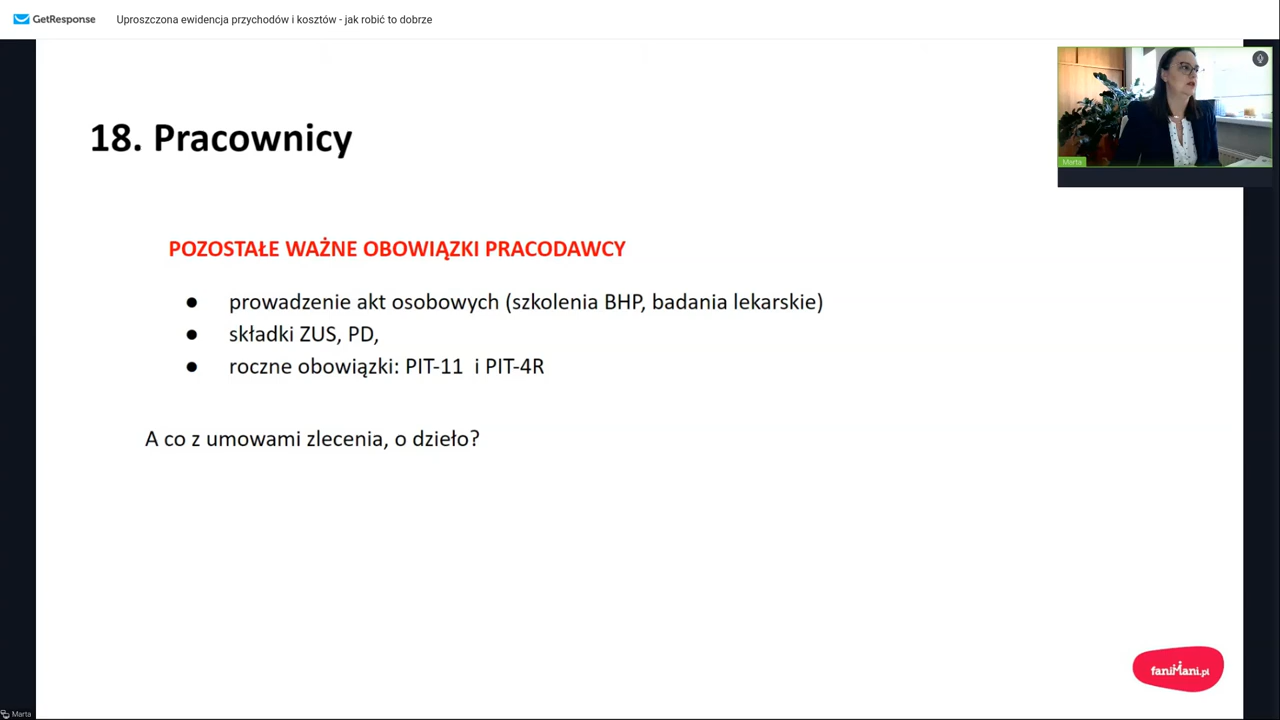 GetResponse Uproszczona ewidencja przychodów i kosztów - jak robić to dobrze
18. Pracownicy
POZOSTAŁE WAŻNE OBOWIĄZKI PRACODAWCY
● prowadzenie akt osobowych (szkolenia BHP, badania lekarskie)
● składki ZUS, PD,
● roczne obowiązki: PIT-11 i PIT-4R
A co z umowami zlecenia, o dzieło?
Marta
faniMani.pl
Marta